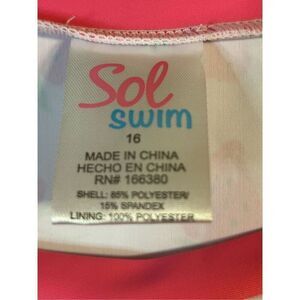 Sol
swim
16
MADE IN CHINA
HECHO EN CHINA
RN# 166380
SHELL: 85% POLYESTER/
15% SPANDEX
LINING: 100% POLYESTER